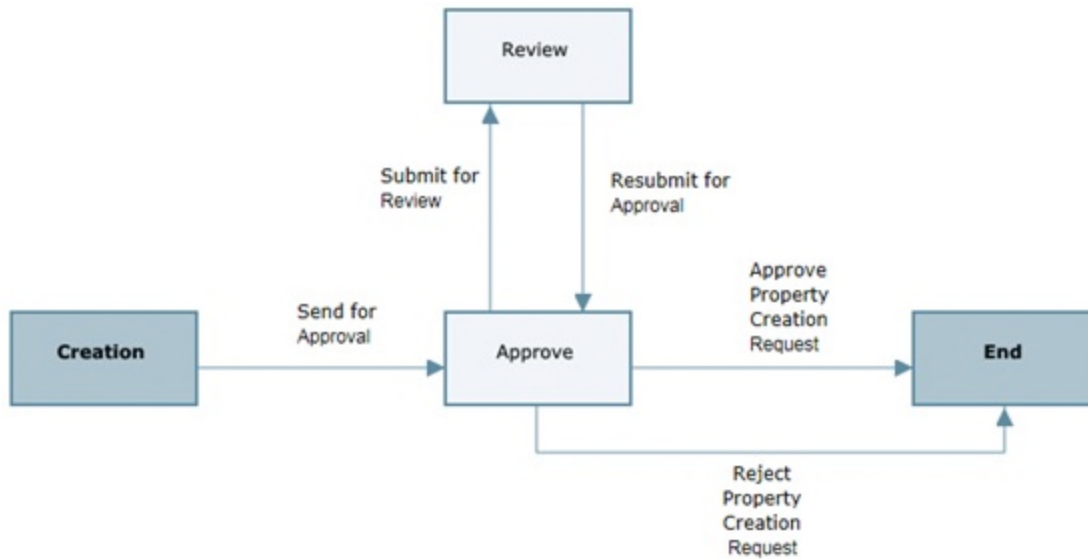 Review
Submit for
Review
Resubmit for
Approval
Approve
Property
Creation
Request
Send for
Approval
Creation
Approve
End
Reject
Property
Creation
Request